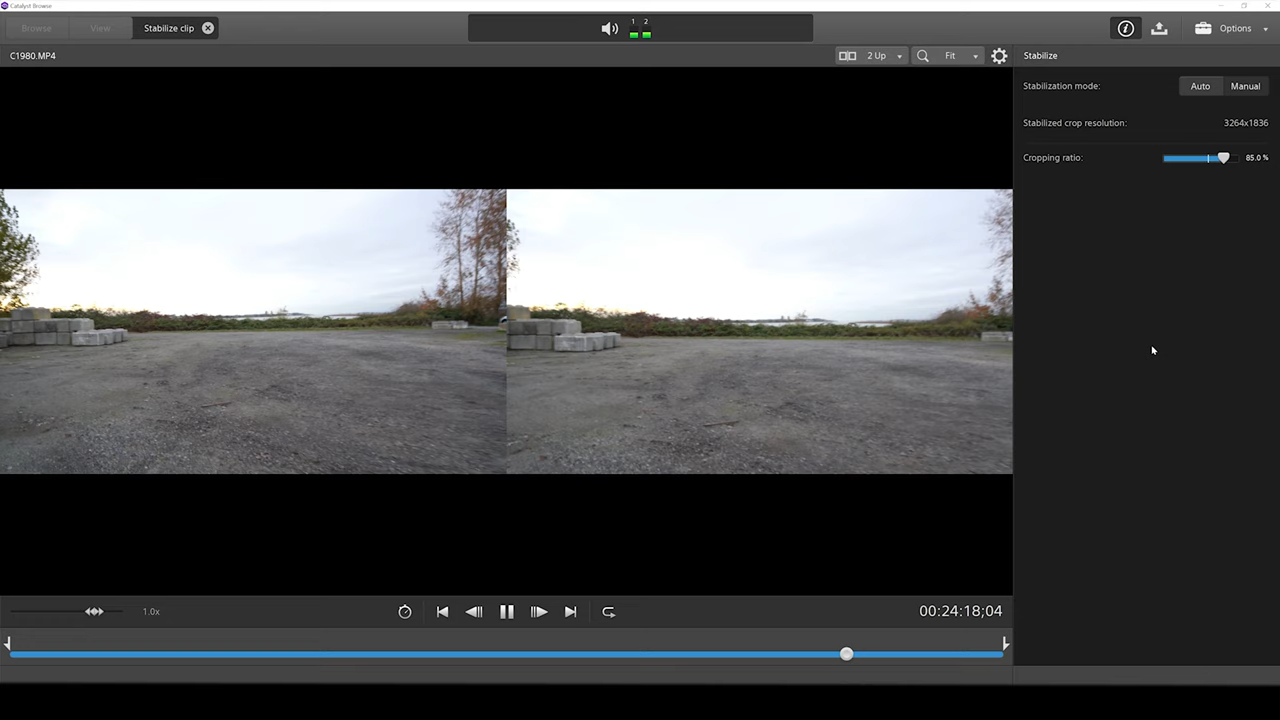 Catalyst Browse
Browse View Stabilize clip
1 2
Options
C1980.MP4
2 Up
Fit
Stabilize
Stabilization mode: Auto Manual
Stabilized crop resolution: 3264x1836
Cropping ratio: 85.0 %
1.0x
00:24:18;04